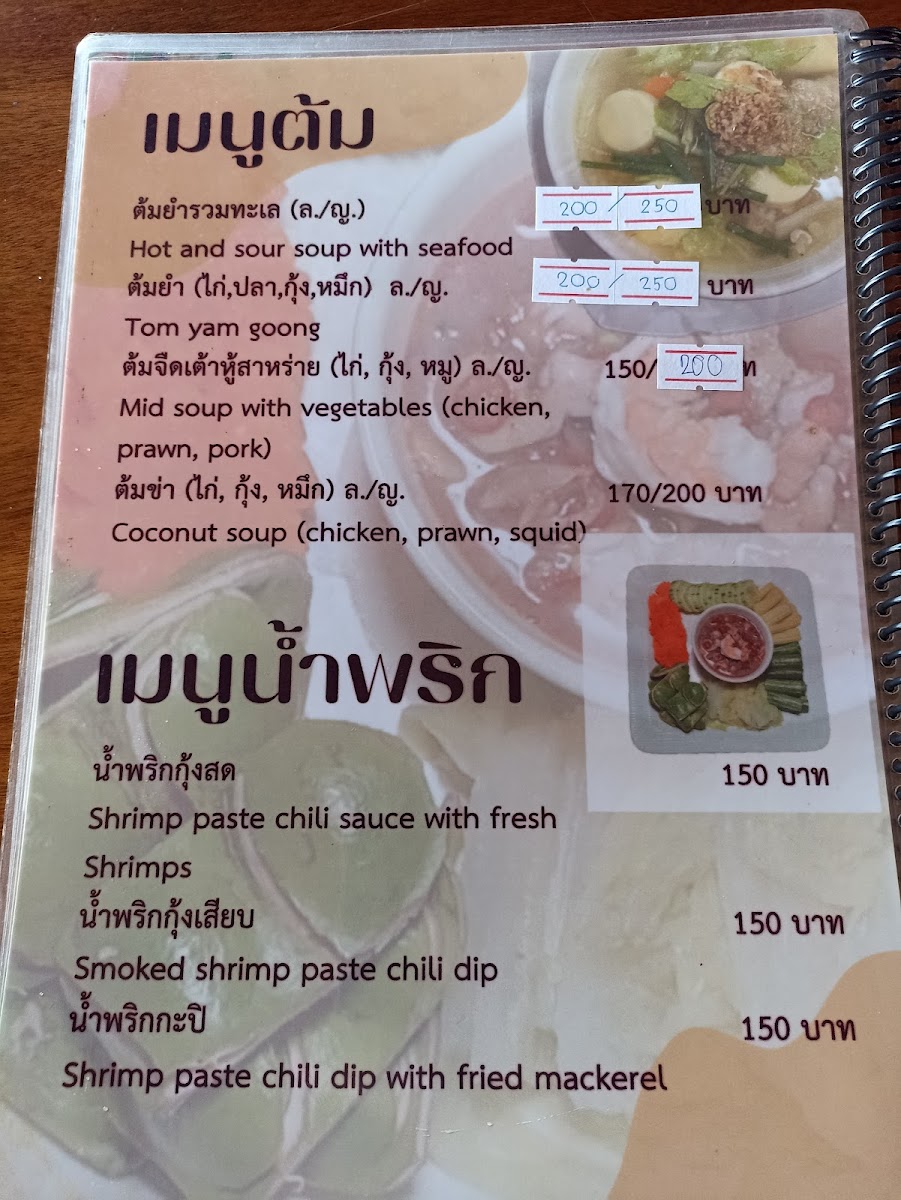 เมนูต้ม
ต้มยำรวมทะเล (ล./ญ.) 200 / 250 บาท
Hot and sour soup with seafood
ต้มยำ (ไก่,ปลา,กุ้ง,หมึก) ล./ญ. 200 / 250 บาท
Tom yam goong
ต้มจืดเต้าหู้สาหร่าย (ไก่, กุ้ง, หมู) ล./ญ. 150/ 200 ท
Mid soup with vegetables (chicken,
prawn, pork)
ต้มข่า (ไก่, กุ้ง, หมึก) ล./ญ. 170/200 บาท
Coconut soup (chicken, prawn, squid)
เมนูน้ำพริก
น้ำพริกกุ้งสด 150 บาท
Shrimp paste chili sauce with fresh
Shrimps
น้ำพริกกุ้งเสียบ 150 บาท
Smoked shrimp paste chili dip
น้ำพริกกะปิ 150 บาท
Shrimp paste chili dip with fried mackerel